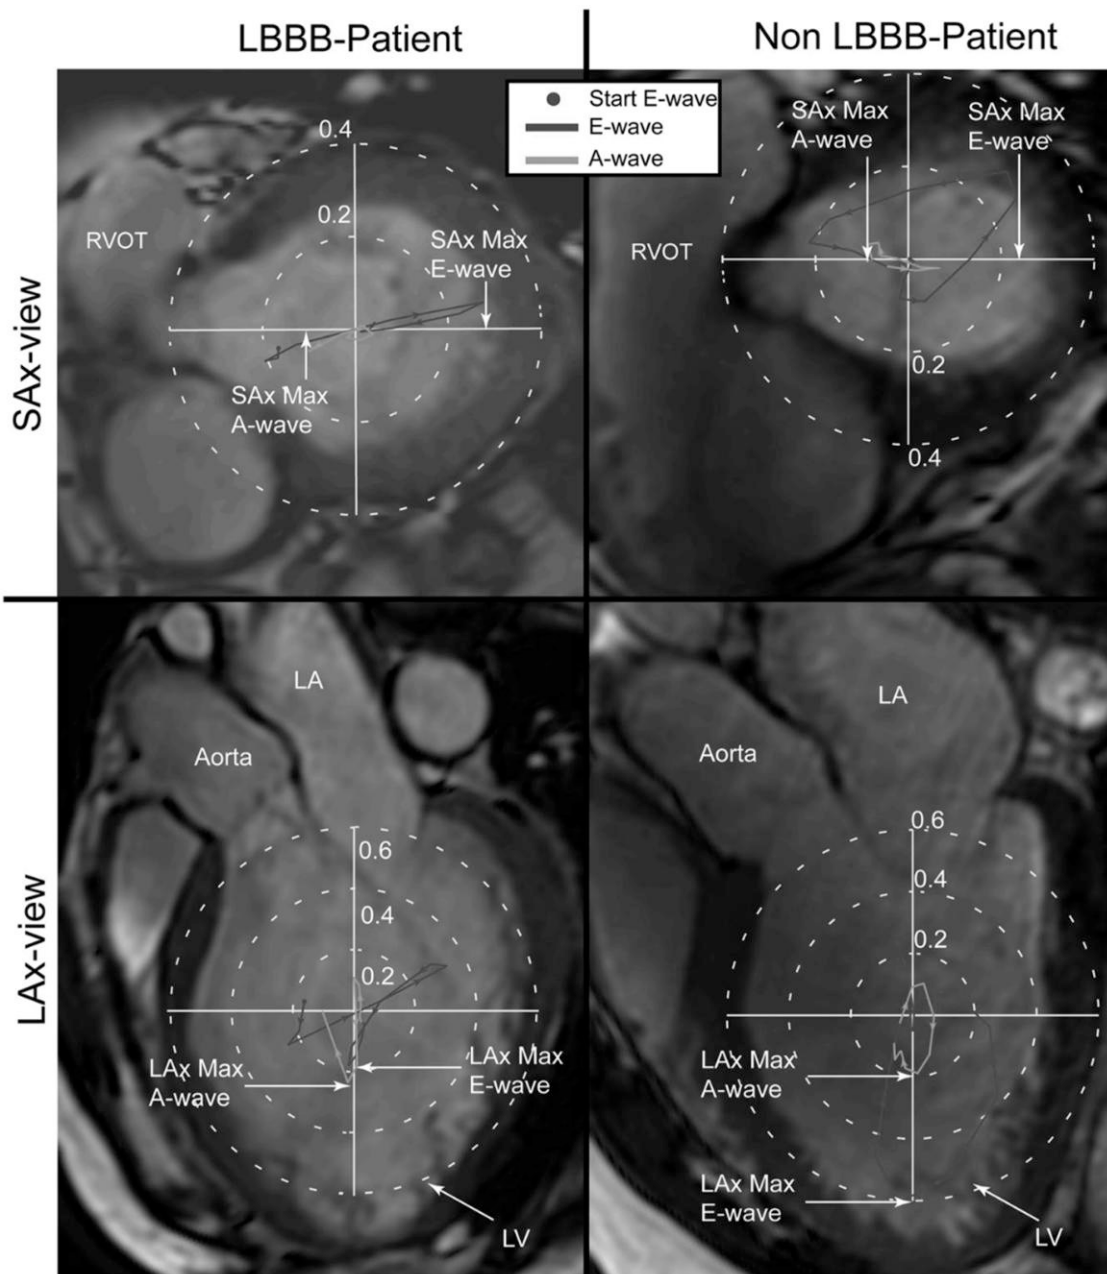 LBBB-Patient
Non LBBB-Patient
Start E-wave
E-wave
A-wave
SAx-view
0.4
0.2
RVOT
SAx Max
E-wave
SAx Max
A-wave
SAx Max
A-wave
SAx Max
E-wave
RVOT
0.2
0.4
LAx-view
LA
Aorta
0.6
0.4
0.2
LAx Max
A-wave
LAx Max
E-wave
LV
LA
Aorta
0.6
0.4
0.2
LAx Max
A-wave
LAx Max
E-wave
LV